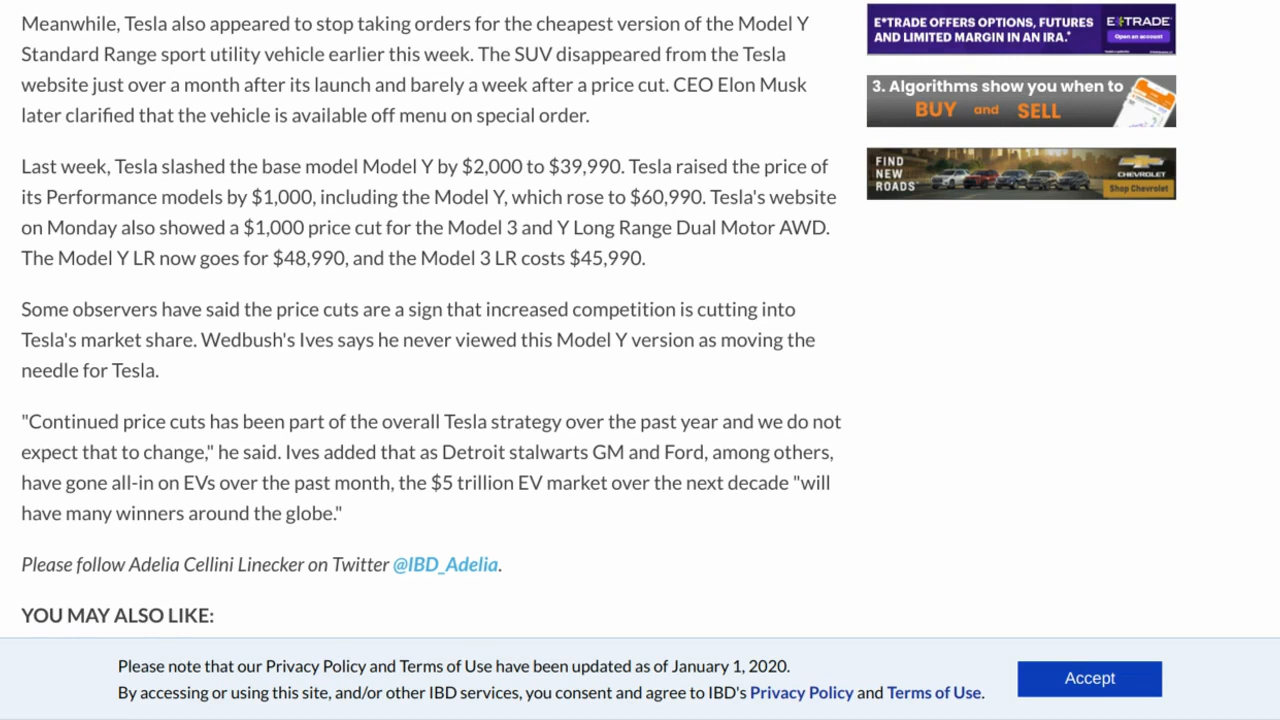 Meanwhile, Tesla also appeared to stop taking orders for the cheapest version of the Model Y
Standard Range sport utility vehicle earlier this week. The SUV disappeared from the Tesla
website just over a month after its launch and barely a week after a price cut. CEO Elon Musk
later clarified that the vehicle is available off menu on special order.
Last week, Tesla slashed the base model Model Y by $2,000 to $39,990. Tesla raised the price of
its Performance models by $1,000, including the Model Y, which rose to $60,990. Tesla's website
on Monday also showed a $1,000 price cut for the Model 3 and Y Long Range Dual Motor AWD.
The Model Y LR now goes for $48,990, and the Model 3 LR costs $45,990.
Some observers have said the price cuts are a sign that increased competition is cutting into
Tesla's market share. Wedbush's Ives says he never viewed this Model Y version as moving the
needle for Tesla.
"Continued price cuts has been part of the overall Tesla strategy over the past year and we do not
expect that to change," he said. Ives added that as Detroit stalwarts GM and Ford, among others,
have gone all-in on EVs over the past month, the $5 trillion EV market over the next decade "will
have many winners around the globe."
Please follow Adelia Cellini Linecker on Twitter @IBD_Adelia.
YOU MAY ALSO LIKE:
E*TRADE OFFERS OPTIONS, FUTURES
AND LIMITED MARGIN IN AN IRA.*
E*TRADE
Open an account
3. Algorithms show you when to
BUY and SELL
FIND
NEW
ROADS
CHEVROLET
Shop Chevrolet
Please note that our Privacy Policy and Terms of Use have been updated as of January 1, 2020.
By accessing or using this site, and/or other IBD services, you consent and agree to IBD's Privacy Policy and Terms of Use.
Accept